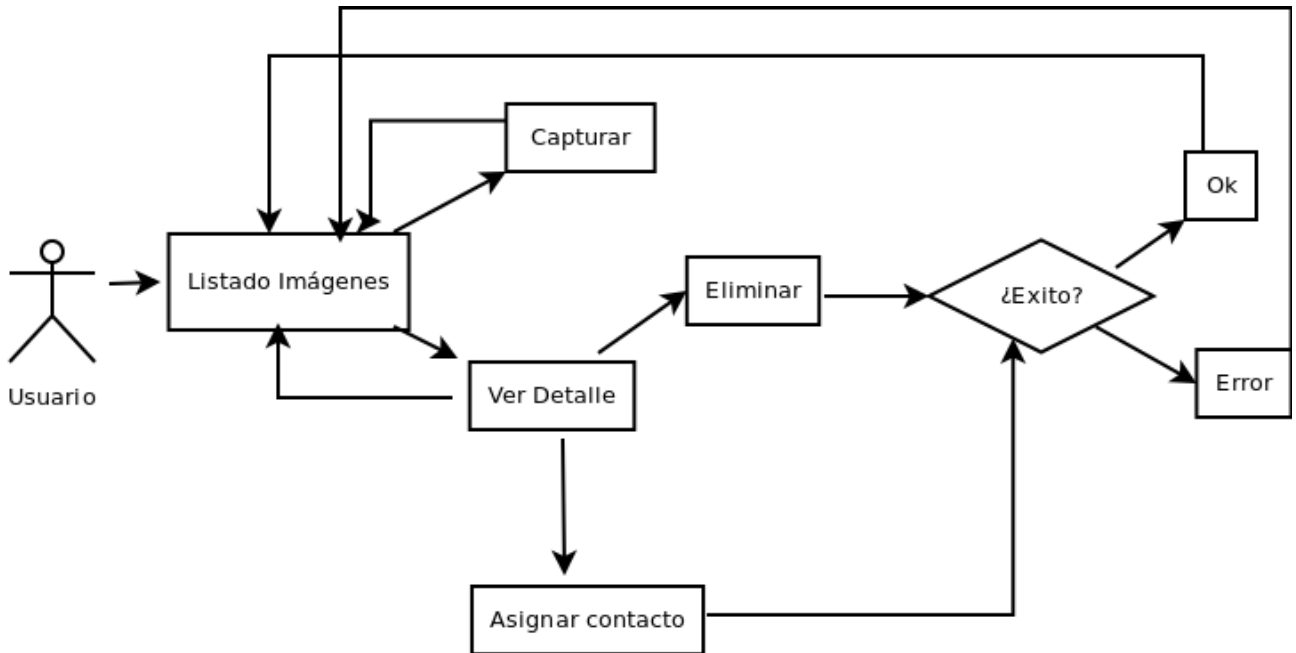 Capturar
Ok
Listado Imágenes
Eliminar
¿Exito?
Usuario
Ver Detalle
Error
Asignar contacto